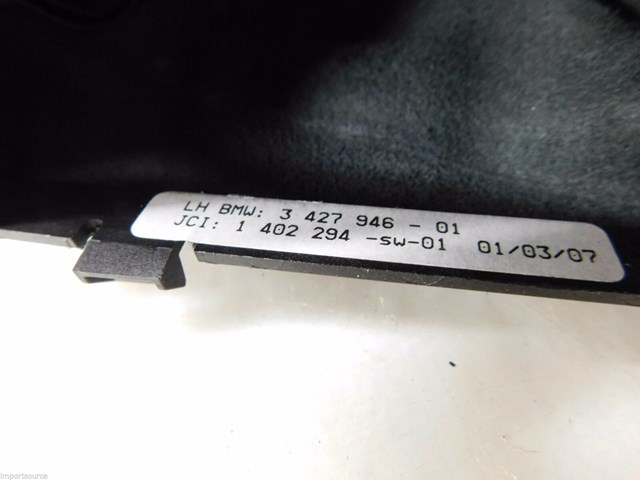 LH BMW: 3 427 946 - 01
JCI: 1 402 294 -sw-01 01/03/07
importsource